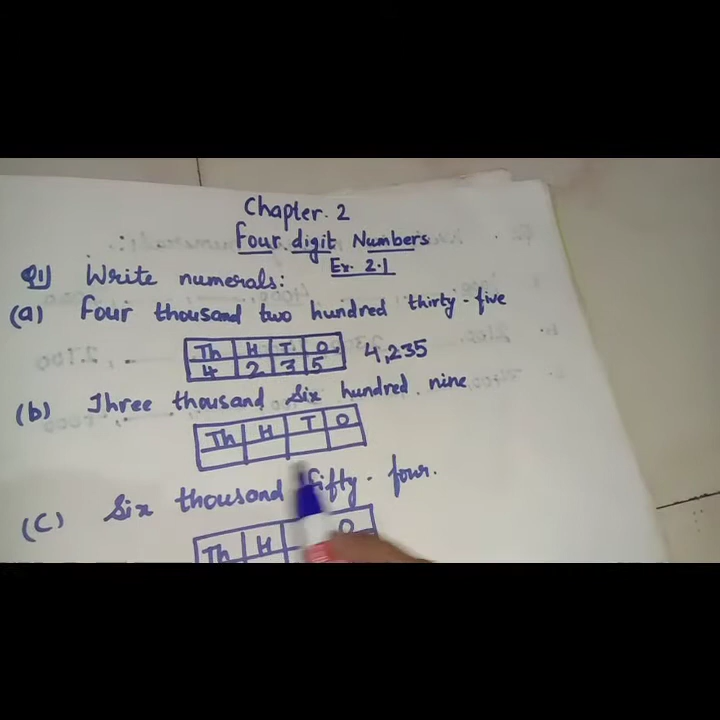 Chapter. 2
Four digit Numbers
Ex. 2.1
Q1 Write numerals:
(a) Four thousand two hundred thirty-five
Th H T O
4 2 3 5 4,235
(b) Three thousand six hundred nine
Th H T O
(C) Six thousand fifty-four.
Th H O